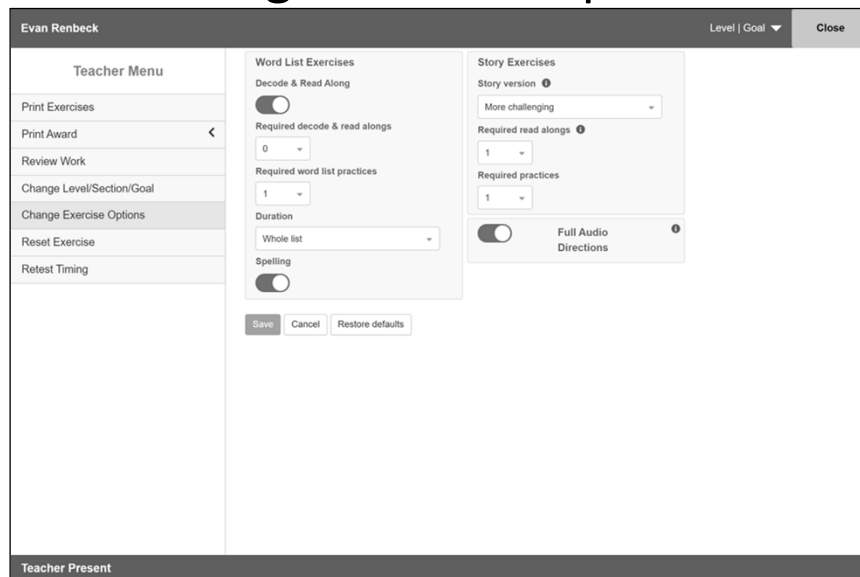 Evan Renbeck
Level | Goal
Close
Teacher Menu
Print Exercises
Print Award
Review Work
Change Level/Section/Goal
Change Exercise Options
Reset Exercise
Retest Timing
Word List Exercises
Decode & Read Along
Required decode & read alongs
0
Required word list practices
1
Duration
Whole list
Spelling
Story Exercises
Story version
More challenging
Required read alongs
1
Required practices
1
Full Audio
Directions
Save Cancel Restore defaults
Teacher Present